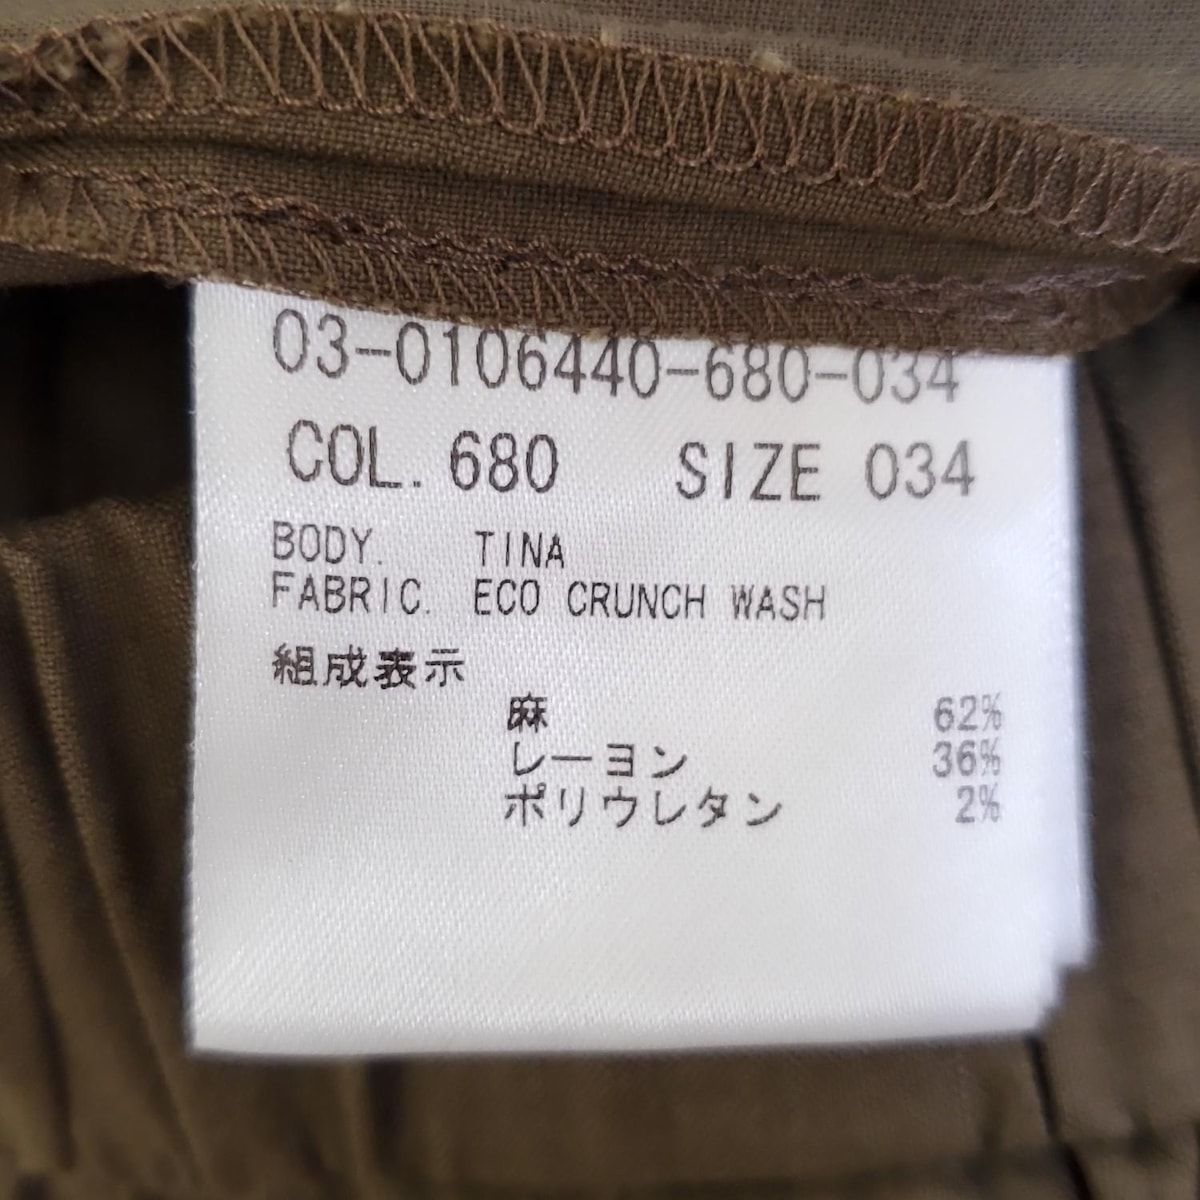 03-0106440-680-034
COL. 680 SIZE 034
BODY. TINA
FABRIC. ECO CRUNCH WASH
組成表示
麻 62%
レーヨン 36%
ポリウレタン 2%